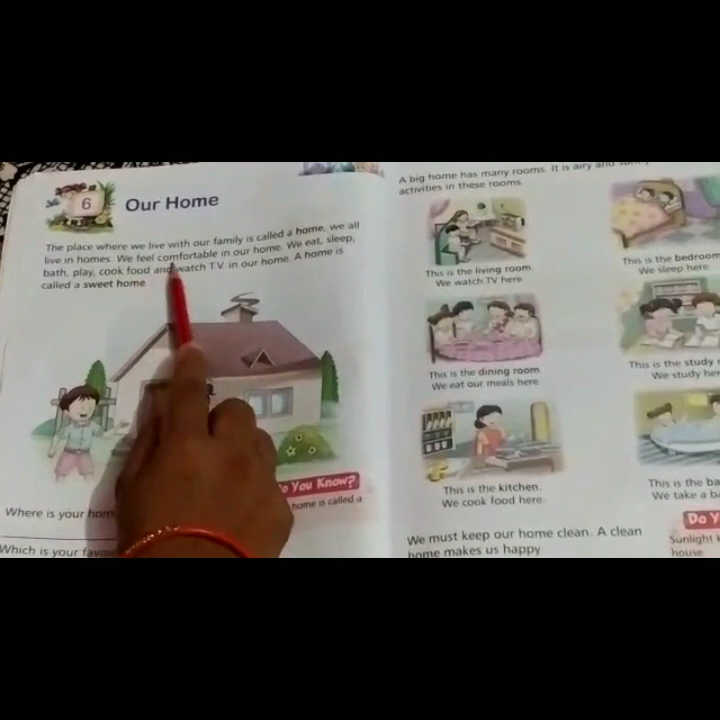 6
Our Home
The place where we live with our family is called a home, we all
live in homes. We feel comfortable in our home. We eat, sleep,
bath, play, cook food and watch T.V. in our home. A home is
called a sweet home.
Do You Know?
home is called a
Where is your home
Which is your
A big home has many rooms. It is airy and
activities in these rooms.
This is the living room.
We watch TV here.
This is the bedroom
We sleep here.
This is the dining room.
We eat our meals here.
This is the study
We study here
This is the kitchen.
We cook food here.
This is the
We take a
We must keep our home clean. A clean
home makes us happy
Do
Sunlight
house.